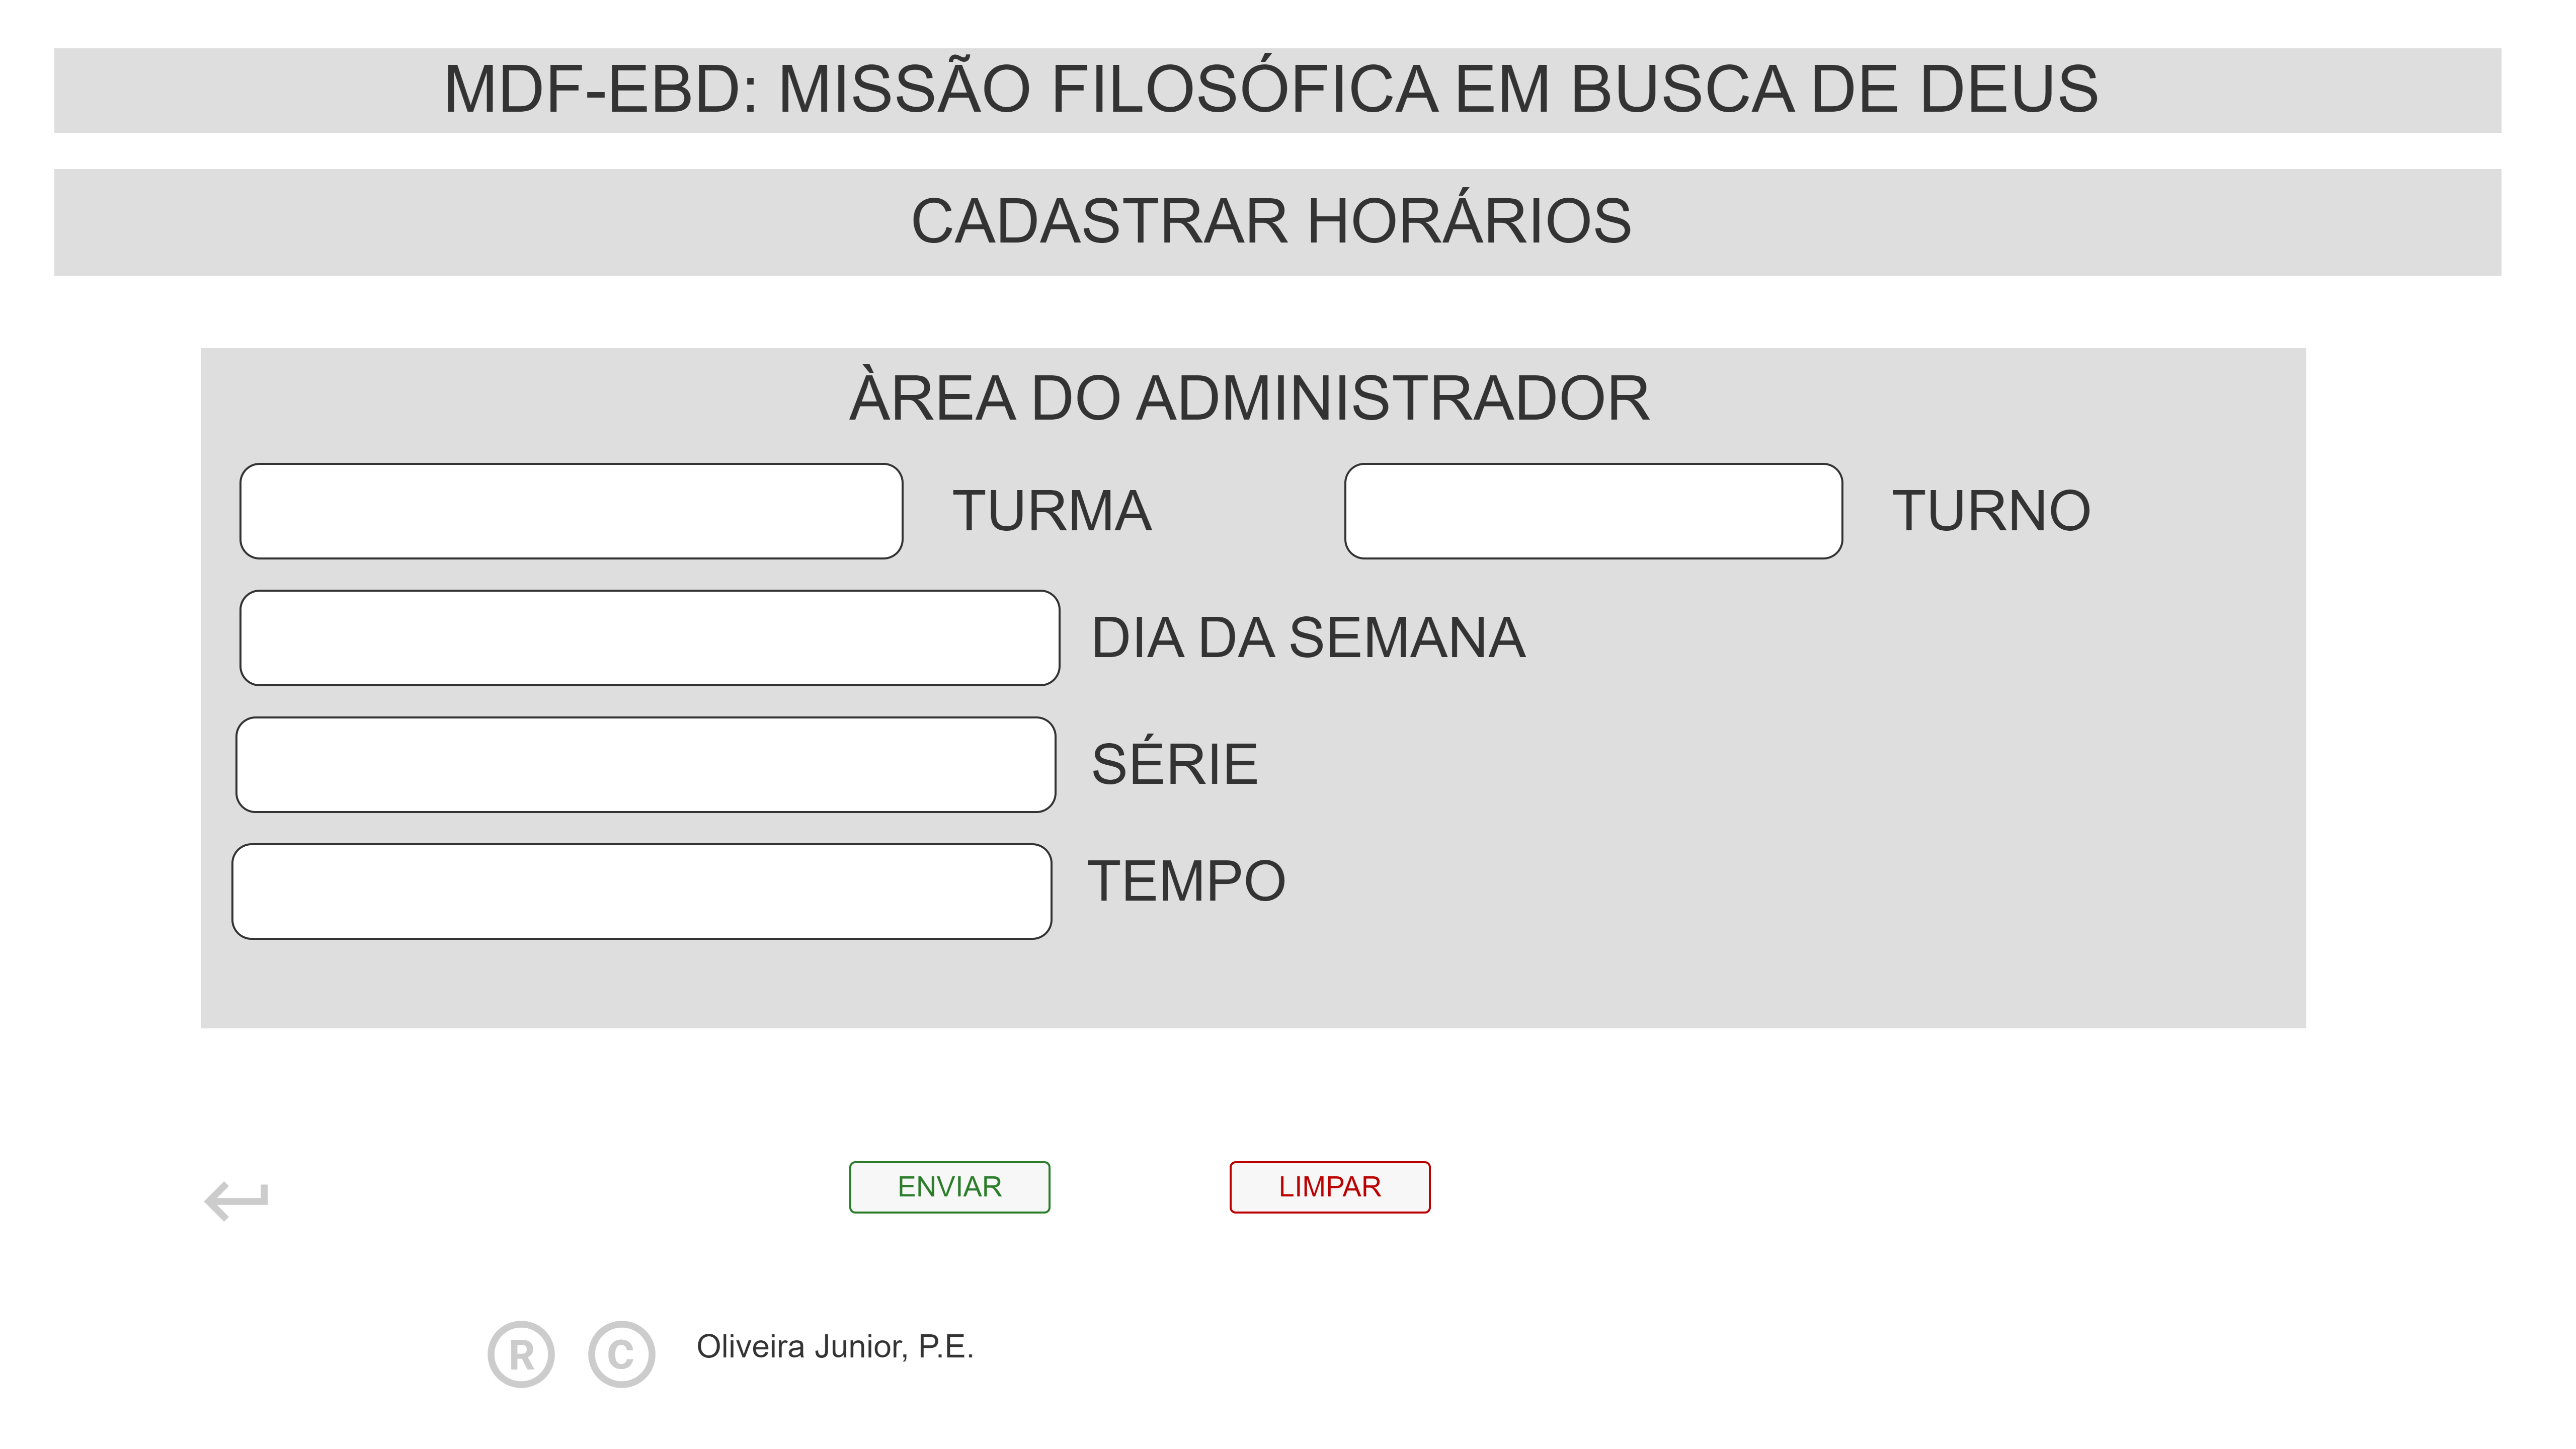 MDF-EBD: MISSÃO FILOSÓFICA EM BUSCA DE DEUS
CADASTRAR HORÁRIOS
ÀREA DO ADMINISTRADOR
TURMA TURNO
DIA DA SEMANA
SÉRIE
TEMPO
ENVIAR LIMPAR
R C Oliveira Junior, P.E.